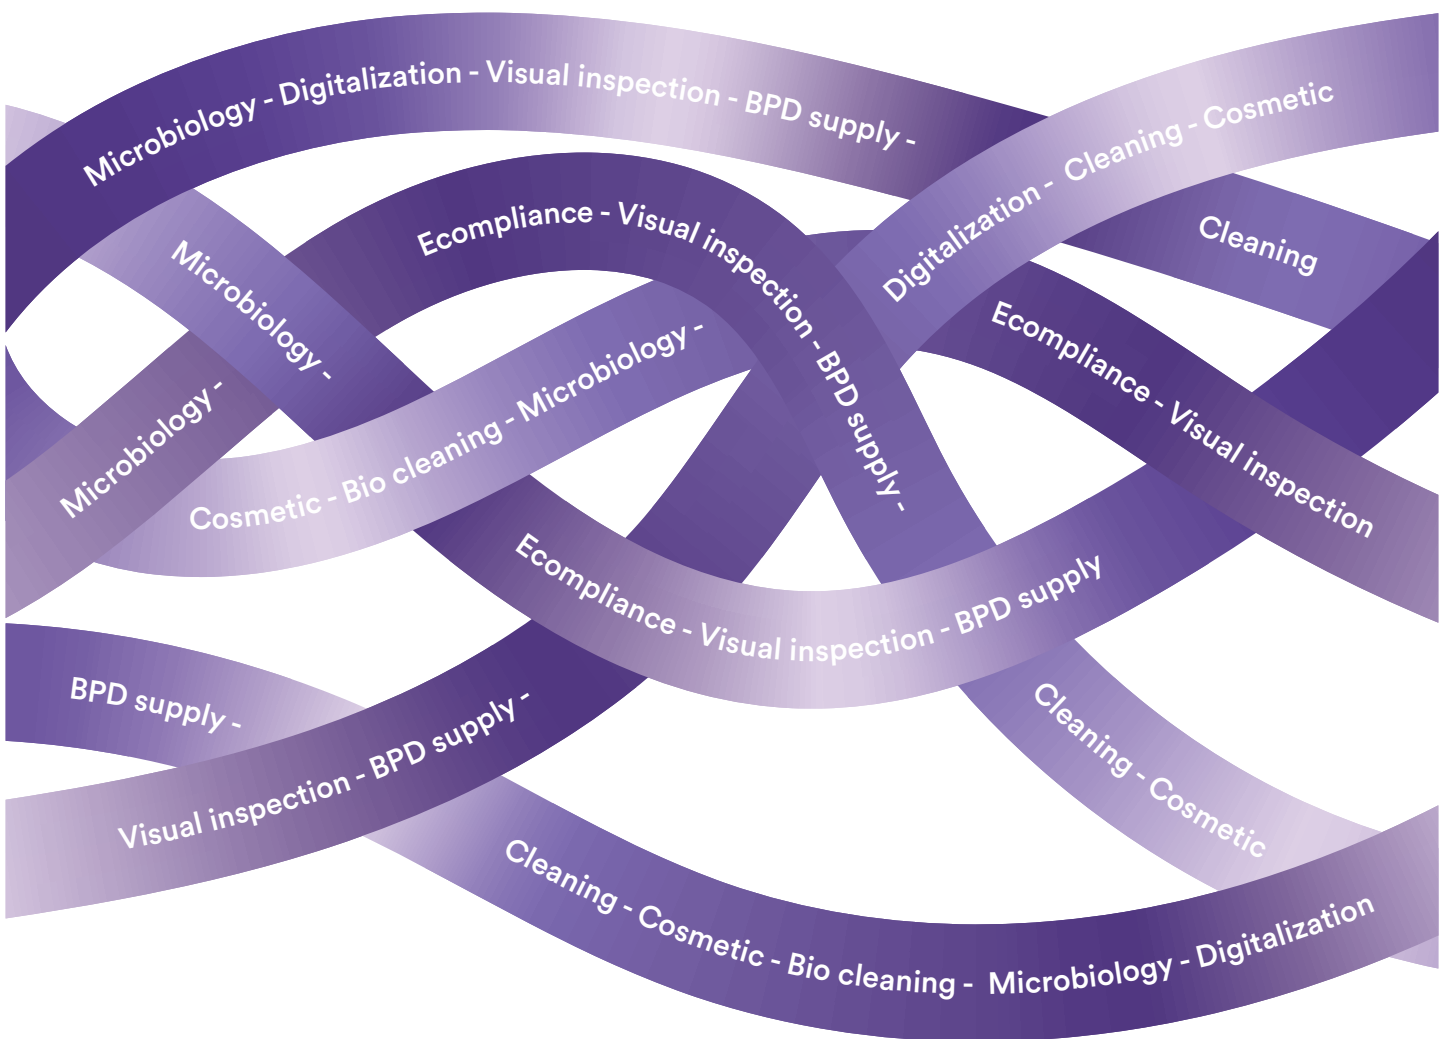 Microbiology - Digitalization - Visual inspection - BPD supply -
Digitalization - Cleaning - Cosmetic
Cleaning
Microbiology -
Ecompliance - Visual inspection - BPD supply -
Ecompliance - Visual inspection
Microbiology -
Cosmetic - Bio cleaning - Microbiology -
Ecompliance - Visual inspection - BPD supply
BPD supply -
Cleaning - Cosmetic
Visual inspection - BPD supply -
Cleaning - Cosmetic - Bio cleaning - Microbiology - Digitalization